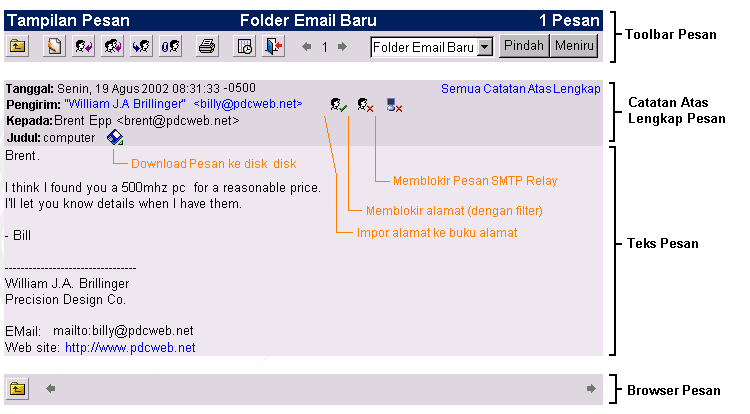 Tampilan Pesan Folder Email Baru 1 Pesan
1 Folder Email Baru Pindah Meniru
Toolbar Pesan
Tanggal: Senin, 19 Agus 2002 08:31:33 -0500 Semua Catatan Atas Lengkap
Pengirim: "William J.A Brillinger" <billy@pdcweb.net>
Kepada: Brent Epp <brent@pdcweb.net>
Judul: computer
Catatan Atas
Lengkap Pesan
Brent.
Download Pesan ke disk disk
Memblokir Pesan SMTP Relay
I think I found you a 500mhz pc for a reasonable price.
I'll let you know details when I have them.
Memblokir alamat (dengan filter)
Impor alamat ke buku alamat
- Bill
Teks Pesan
---------------------------------
William J.A. Brillinger
Precision Design Co.
EMail: mailto:billy@pdcweb.net
Web site: http://www.pdcweb.net
Browser Pesan